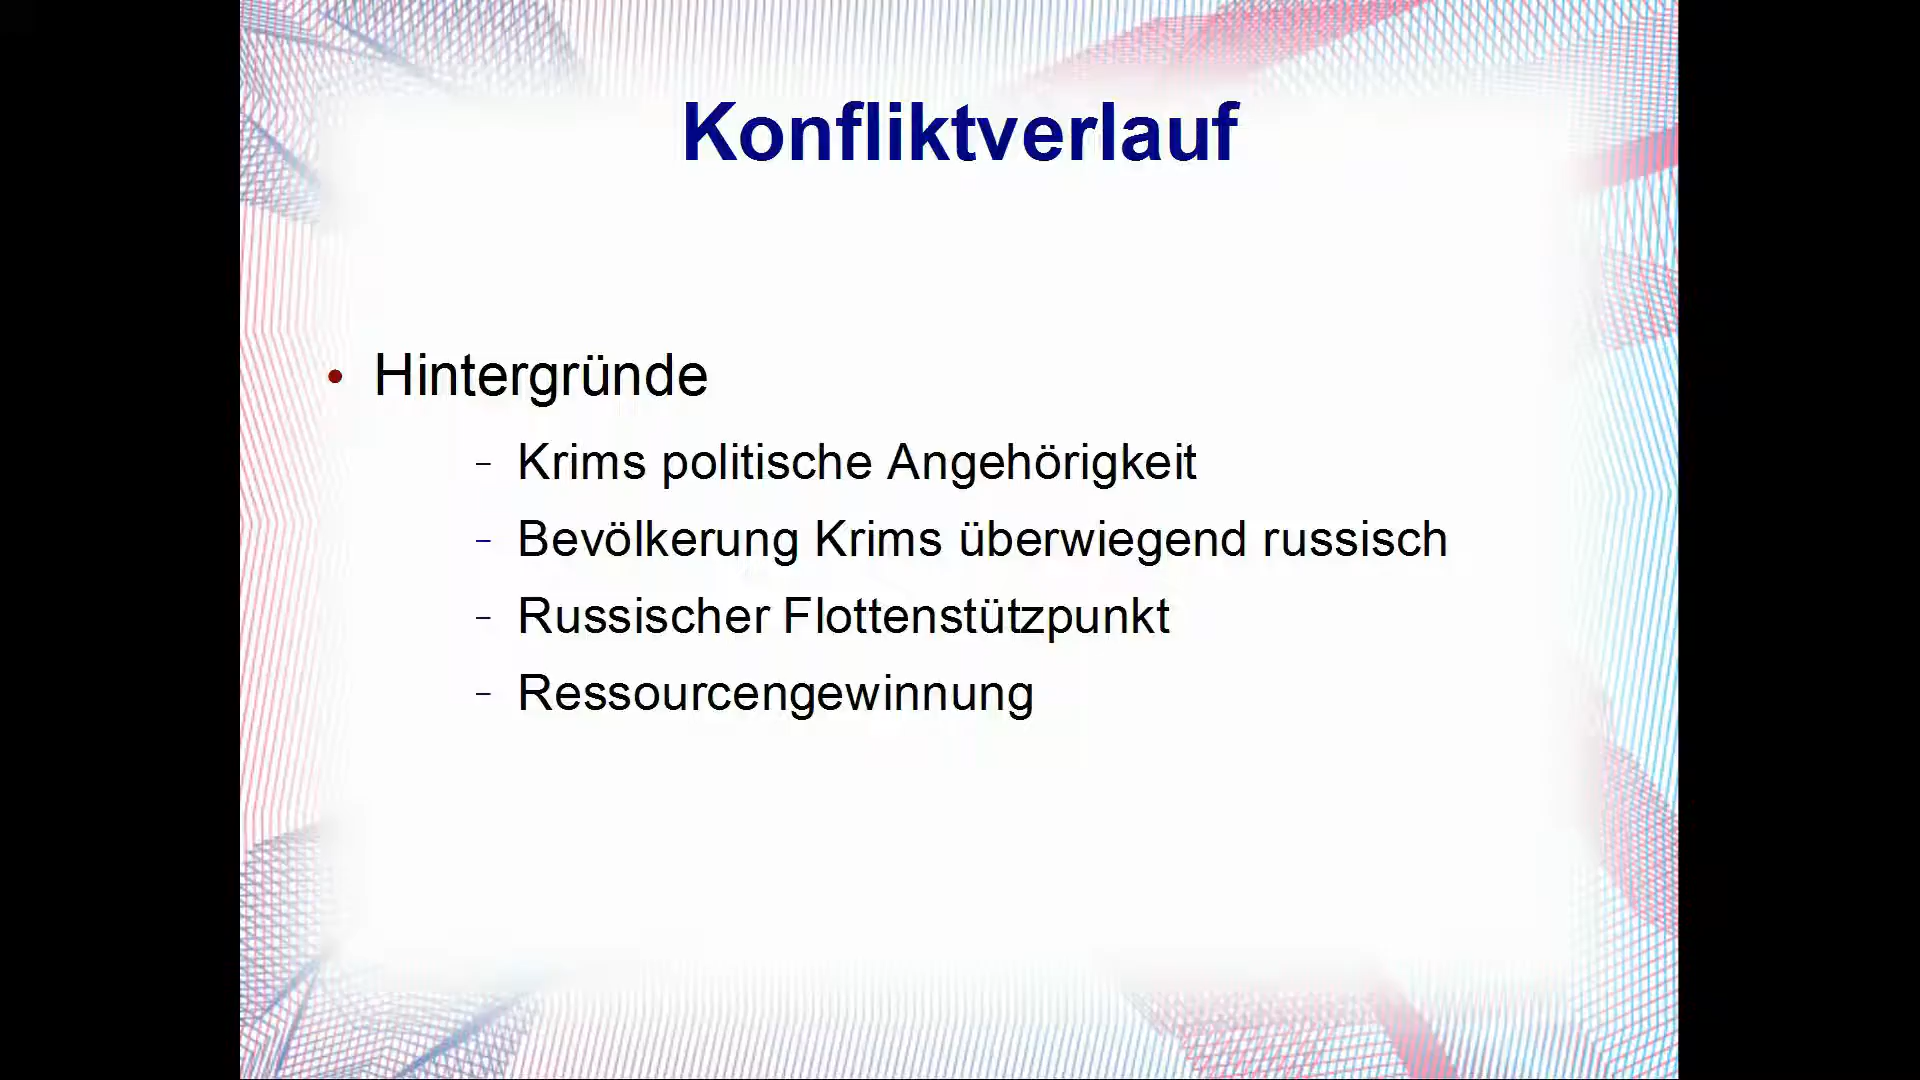 Konfliktverlauf
• Hintergründe
– Krims politische Angehörigkeit
– Bevölkerung Krims überwiegend russisch
– Russischer Flottenstützpunkt
– Ressourcengewinnung